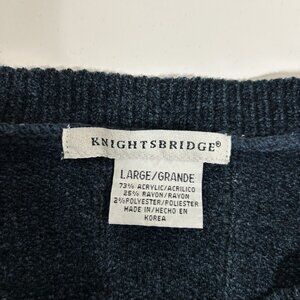 KNIGHTSBRIDGE®
LARGE/GRANDE
73% ACRYLIC/ACRILICO
25% RAYON/RAYON
2% POLYESTER/POLIESTER
MADE IN/HECHO EN
KOREA